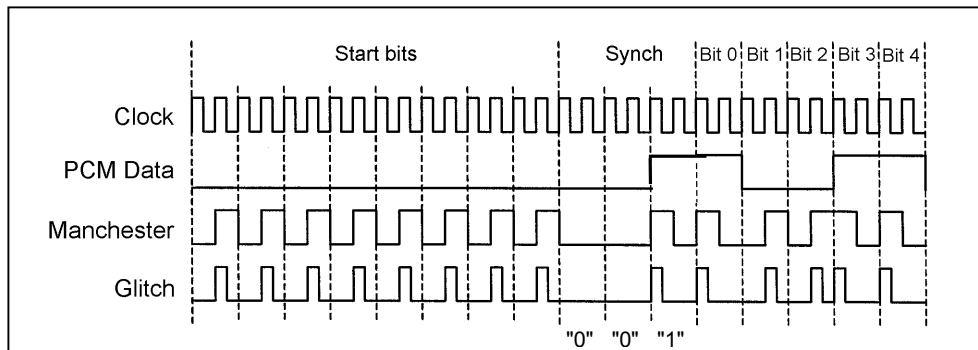 Start bits Synch Bit 0 Bit 1 Bit 2 Bit 3 Bit 4
Clock
PCM Data
Manchester
Glitch
"0" "0" "1"